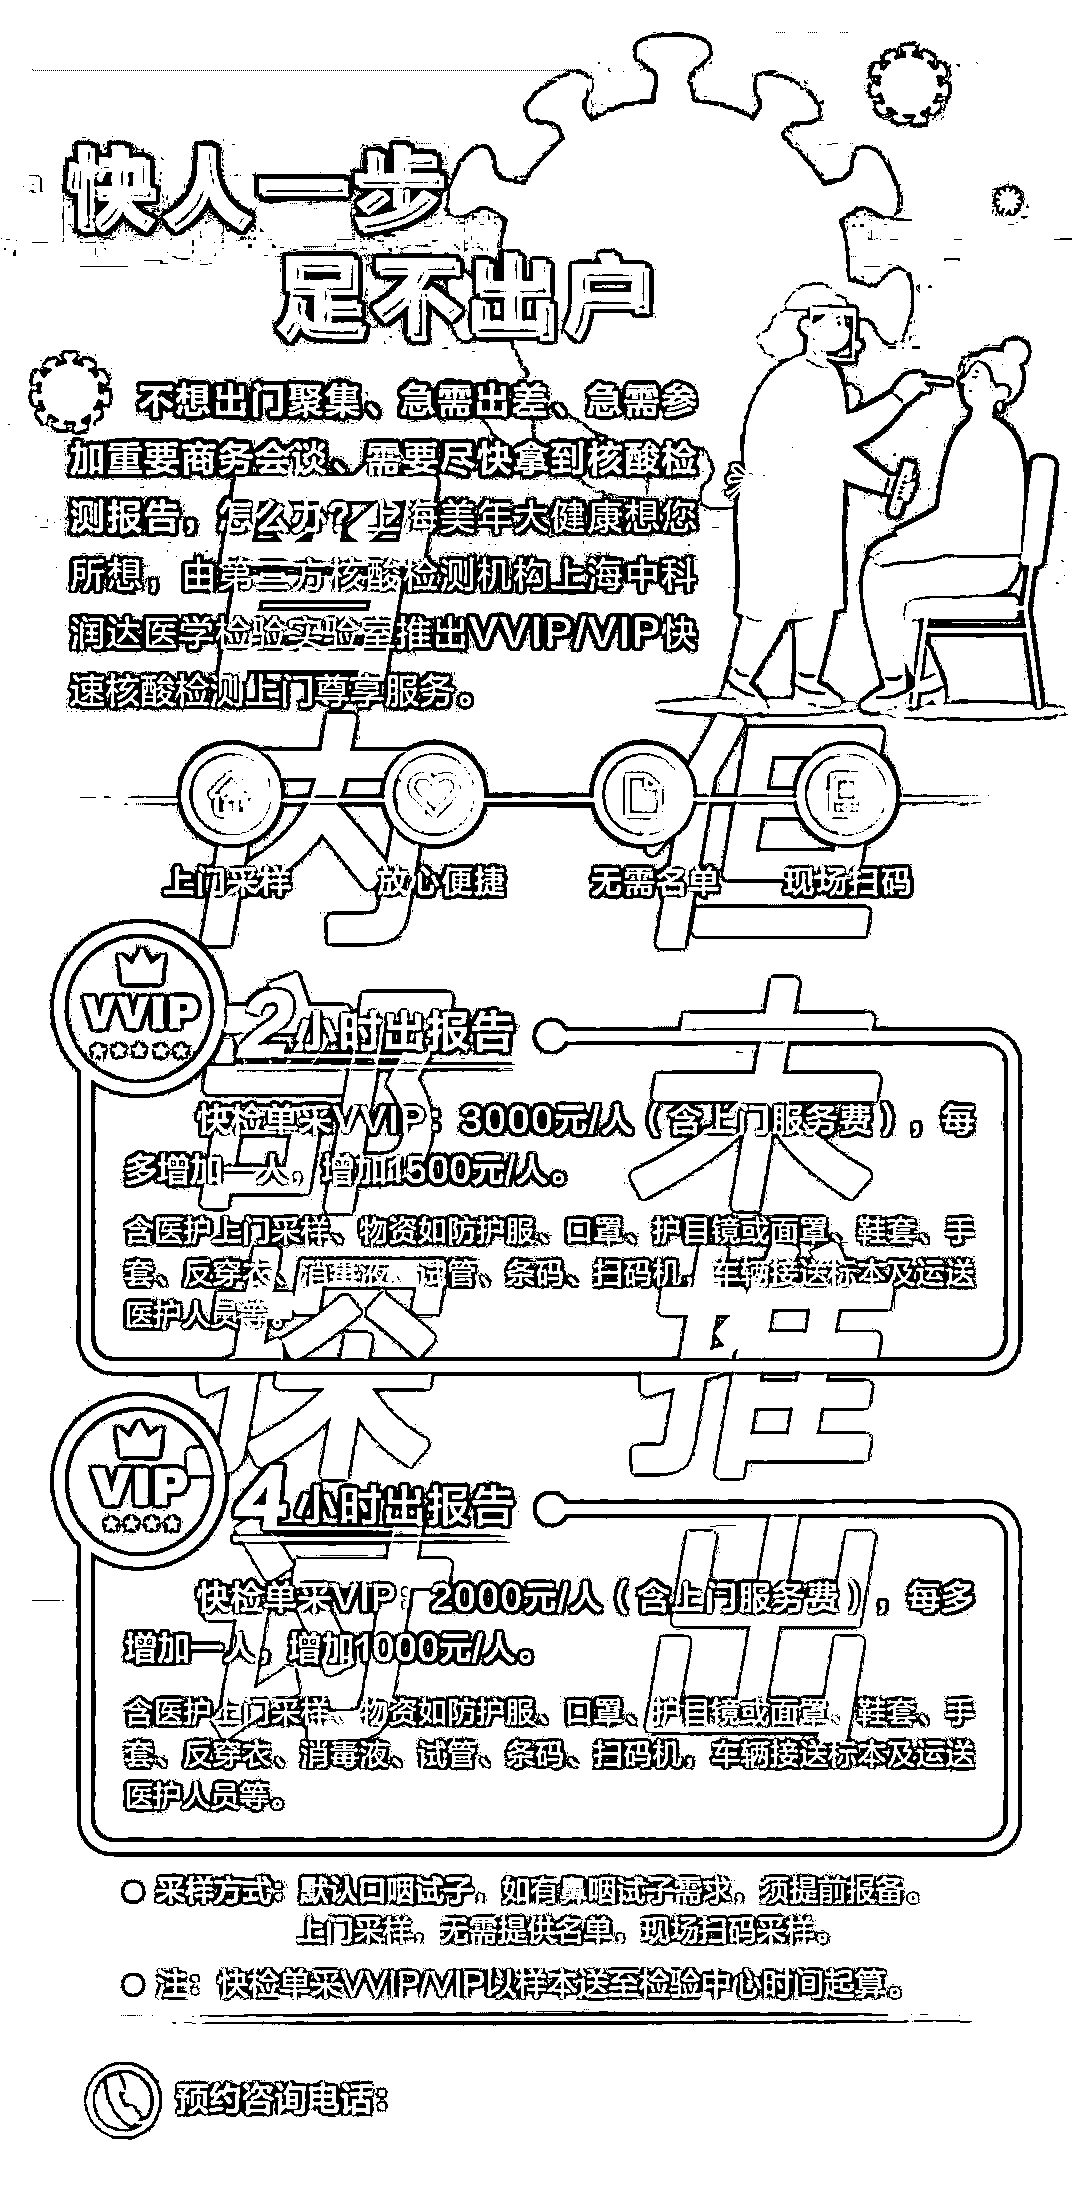 快人一步
足不出户
不想出门聚集、急需出差、急需参
加重要商务会谈、需要尽快拿到核酸检
测报告，怎么办？上海美年大健康想您
所想，由第三方核酸检测机构上海中科
润达医学检验实验室推出VVIP/VIP快
速核酸检测上门尊享服务。
上门采样 放心便捷 无需名单 现场扫码
VVIP
2小时出报告
快检单采VVIP：3000元/人（含上门服务费），每
多增加一人，增加1500元/人。
含医护上门采样、物资如防护服、口罩、护目镜或面罩、鞋套、手
套、反穿衣、消毒液、试管、条码、扫码机，车辆接送标本及运送
医护人员等。
VIP
4小时出报告
快检单采VIP：2000元/人（含上门服务费），每多
增加一人，增加1000元/人。
含医护上门采样、物资如防护服、口罩、护目镜或面罩、鞋套、手
套、反穿衣、消毒液、试管、条码、扫码机，车辆接送标本及运送
医护人员等。
采样方式：默认口咽试子，如有鼻咽试子需求，须提前报备。
上门采样，无需提供名单，现场扫码采样。
注：快检单采VVIP/VIP以样本送至检验中心时间起算。
预约咨询电话：